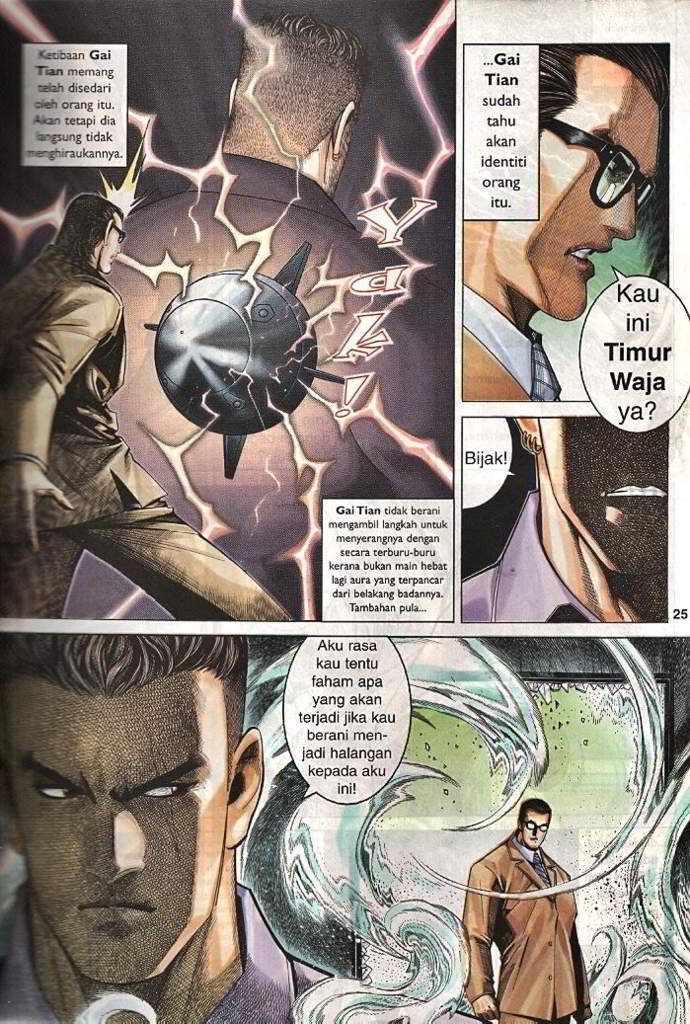 Ketibaan Gai
Tian memang
telah disedari
oleh orang itu.
Akan tetapi dia
langsung tidak
menghiraukannya.
Yak!
Gai Tian tidak berani
mengambil langkah untuk
menyerangnya dengan
secara terburu-buru
kerana bukan main hebat
lagi aura yang terpancar
dari belakang badannya.
Tambahan pula...
...Gai
Tian
sudah
tahu
akan
identiti
orang
itu.
Kau
ini
Timur
Waja
ya?
Bijak!
25
Aku rasa
kau tentu
faham apa
yang akan
terjadi jika kau
berani men-
jadi halangan
kepada aku
ini!